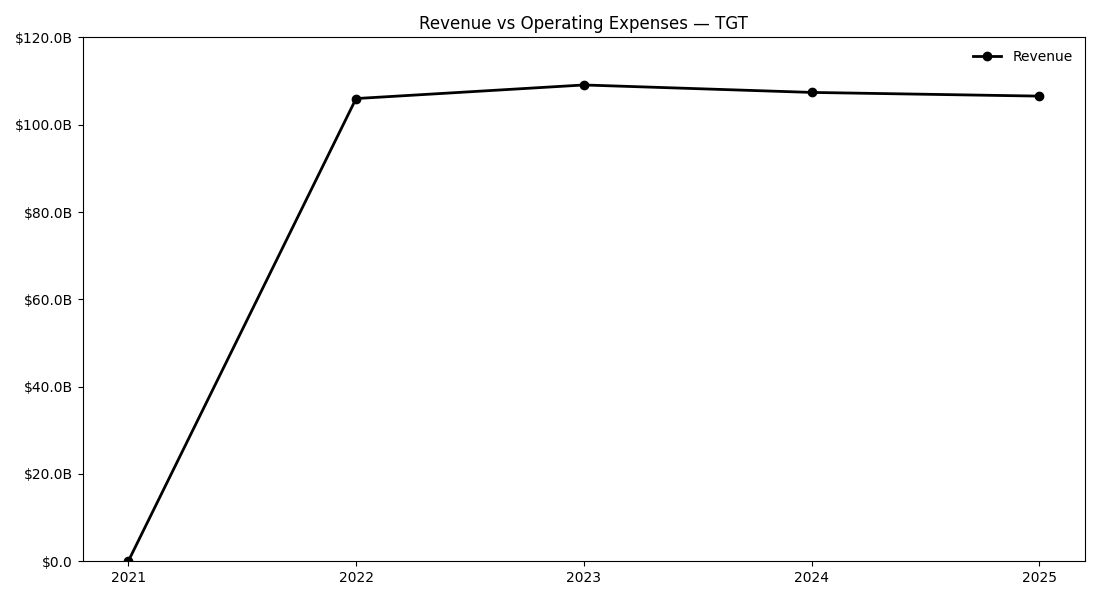 Revenue vs Operating Expenses — TGT
$120.0B
Revenue
$100.0B
$80.0B
$60.0B
$40.0B
$20.0B
$0.0
2021 2022 2023 2024 2025